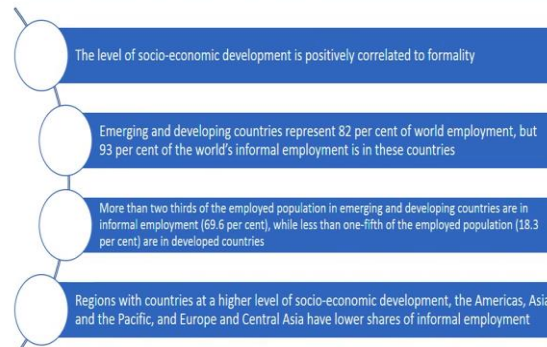 The level of socio-economic development is positively correlated to formality
Emerging and developing countries represent 82 per cent of world employment, but
93 per cent of the world's informal employment is in these countries
More than two thirds of the employed population in emerging and developing countries are in
informal employment (69.6 per cent), while less than one-fifth of the employed population (18.3
per cent) are in developed countries
Regions with countries at a higher level of socio-economic development, the Americas, Asia
and the Pacific, and Europe and Central Asia have lower shares of informal employment